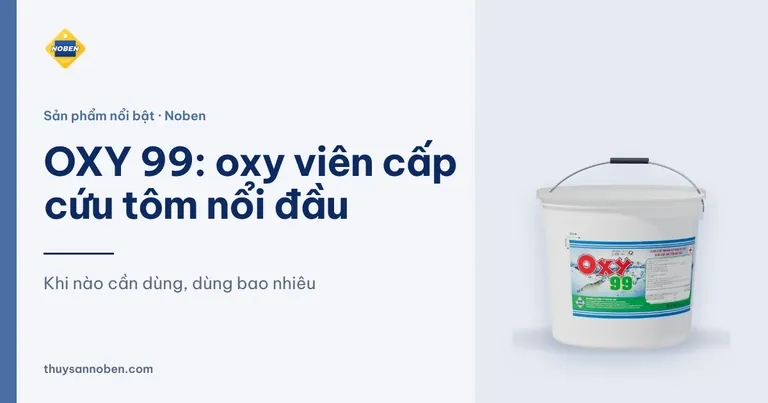 NOBEN
Sản phẩm nổi bật · Noben
OXY 99: oxy viên cấp
cứu tôm nổi đầu
Khi nào cần dùng, dùng bao nhiêu
thuysannoben.com
OXY
99